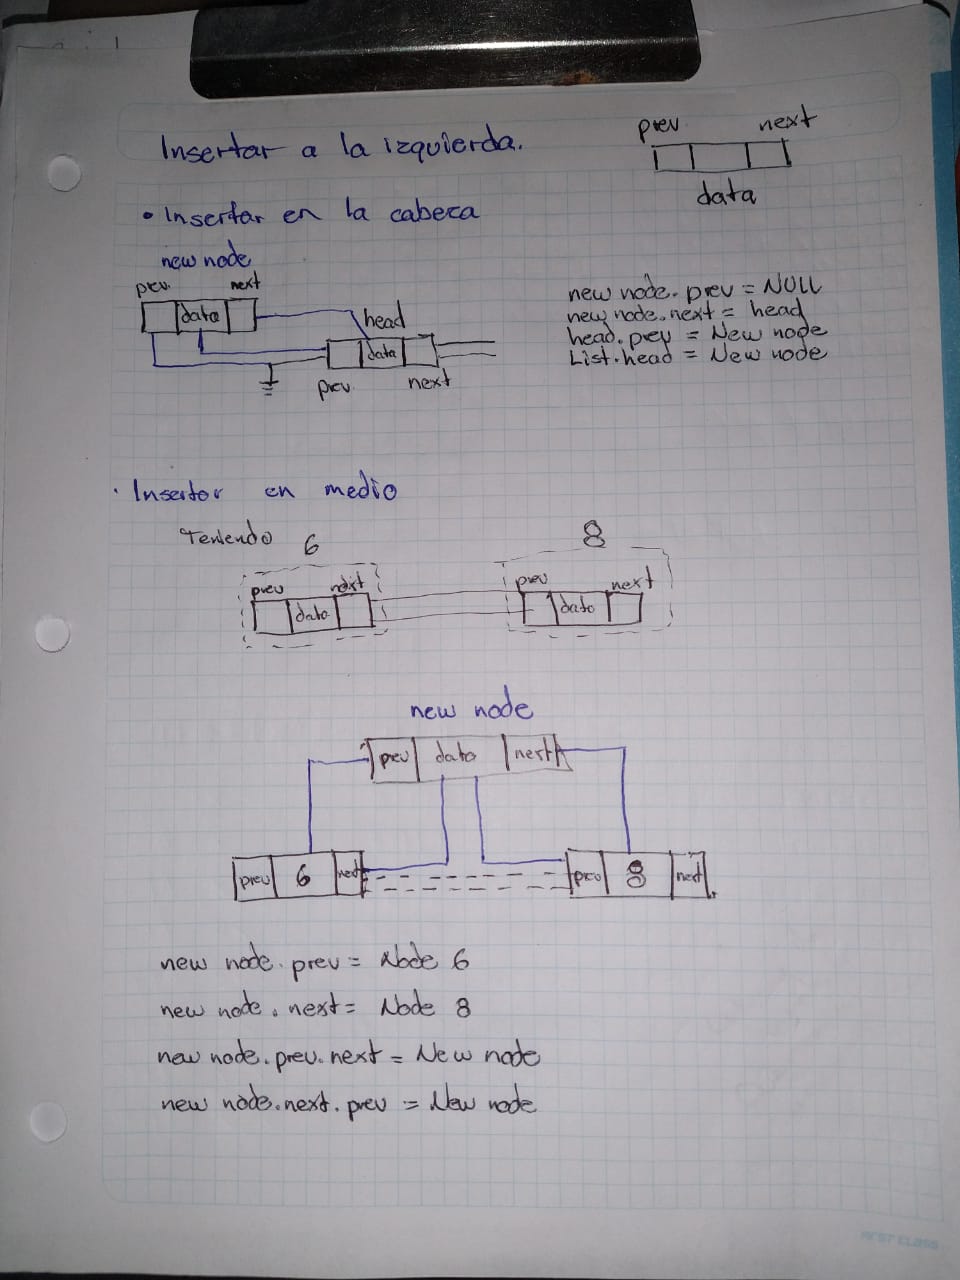 Insertar a la izquierda.
prev next
data
• Insertar en la cabeza
new node
prev. next
data
head
data
prev. next
new node. prev = NULL
new node. next = head
head. prev = New node
List. head = New node
• Insertar en medio
Teniendo 6 8
prev next prev next
dato dato
new node
prev dato next
prev 6 next prev 8 next
new node. prev = Node 6
new node. next = Node 8
new node. prev. next = New node
new node. next. prev = New node
FIRST CLASS